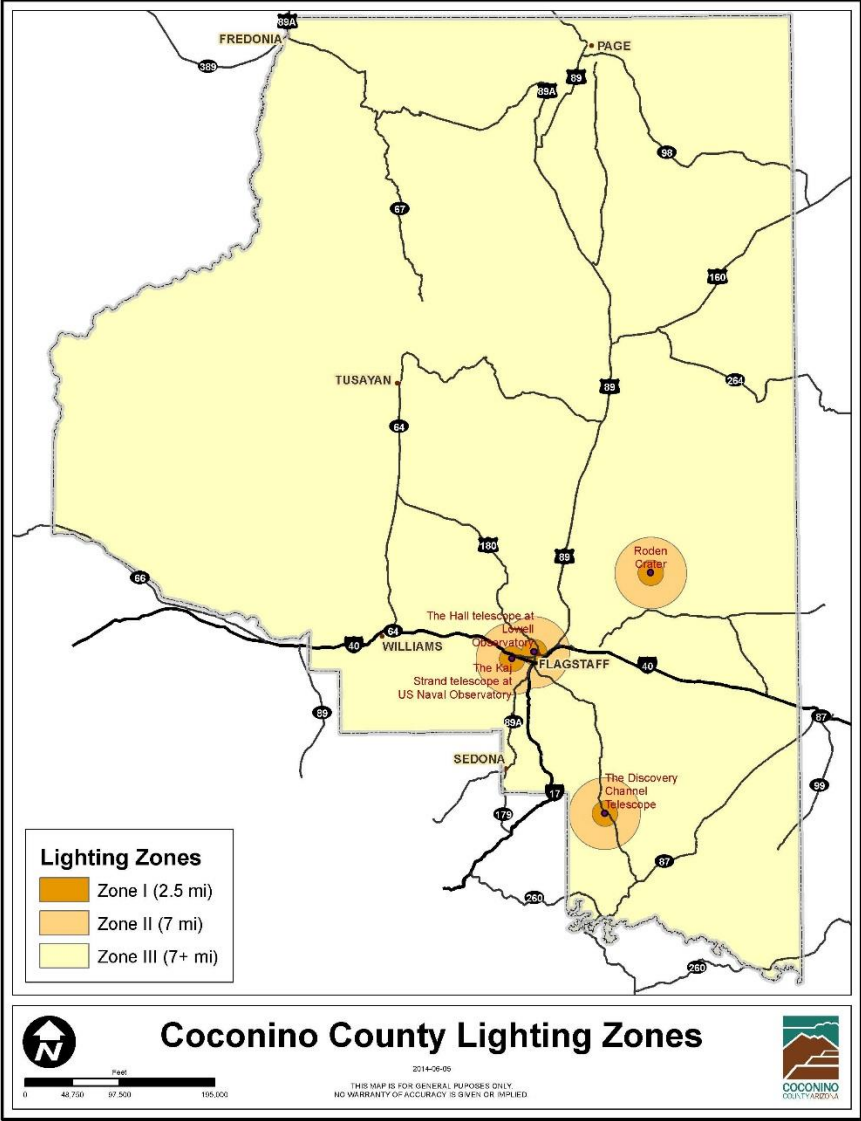 89A
FREDONIA
PAGE
89
389
89A
98
67
160
TUSAYAN
264
89
64
180
89
Roden
Crater
66
The Hall telescope at
Lowell
Observatory
64
40
WILLIAMS
FLAGSTAFF
40
The Kaj
Strand telescope at
US Naval Observatory
89
89A
87
SEDONA
The Discovery
Channel
Telescope
99
17
179
87
260
260
Lighting Zones
Zone I (2.5 mi)
Zone II (7 mi)
Zone III (7+ mi)
N
Coconino County Lighting Zones
2014-06-05
Feet
0 48,750 97,500 195,000
THIS MAP IS FOR GENERAL PURPOSES ONLY.
NO WARRANTY OF ACCURACY IS GIVEN OR IMPLIED.
COCONINO
COUNTY ARIZONA